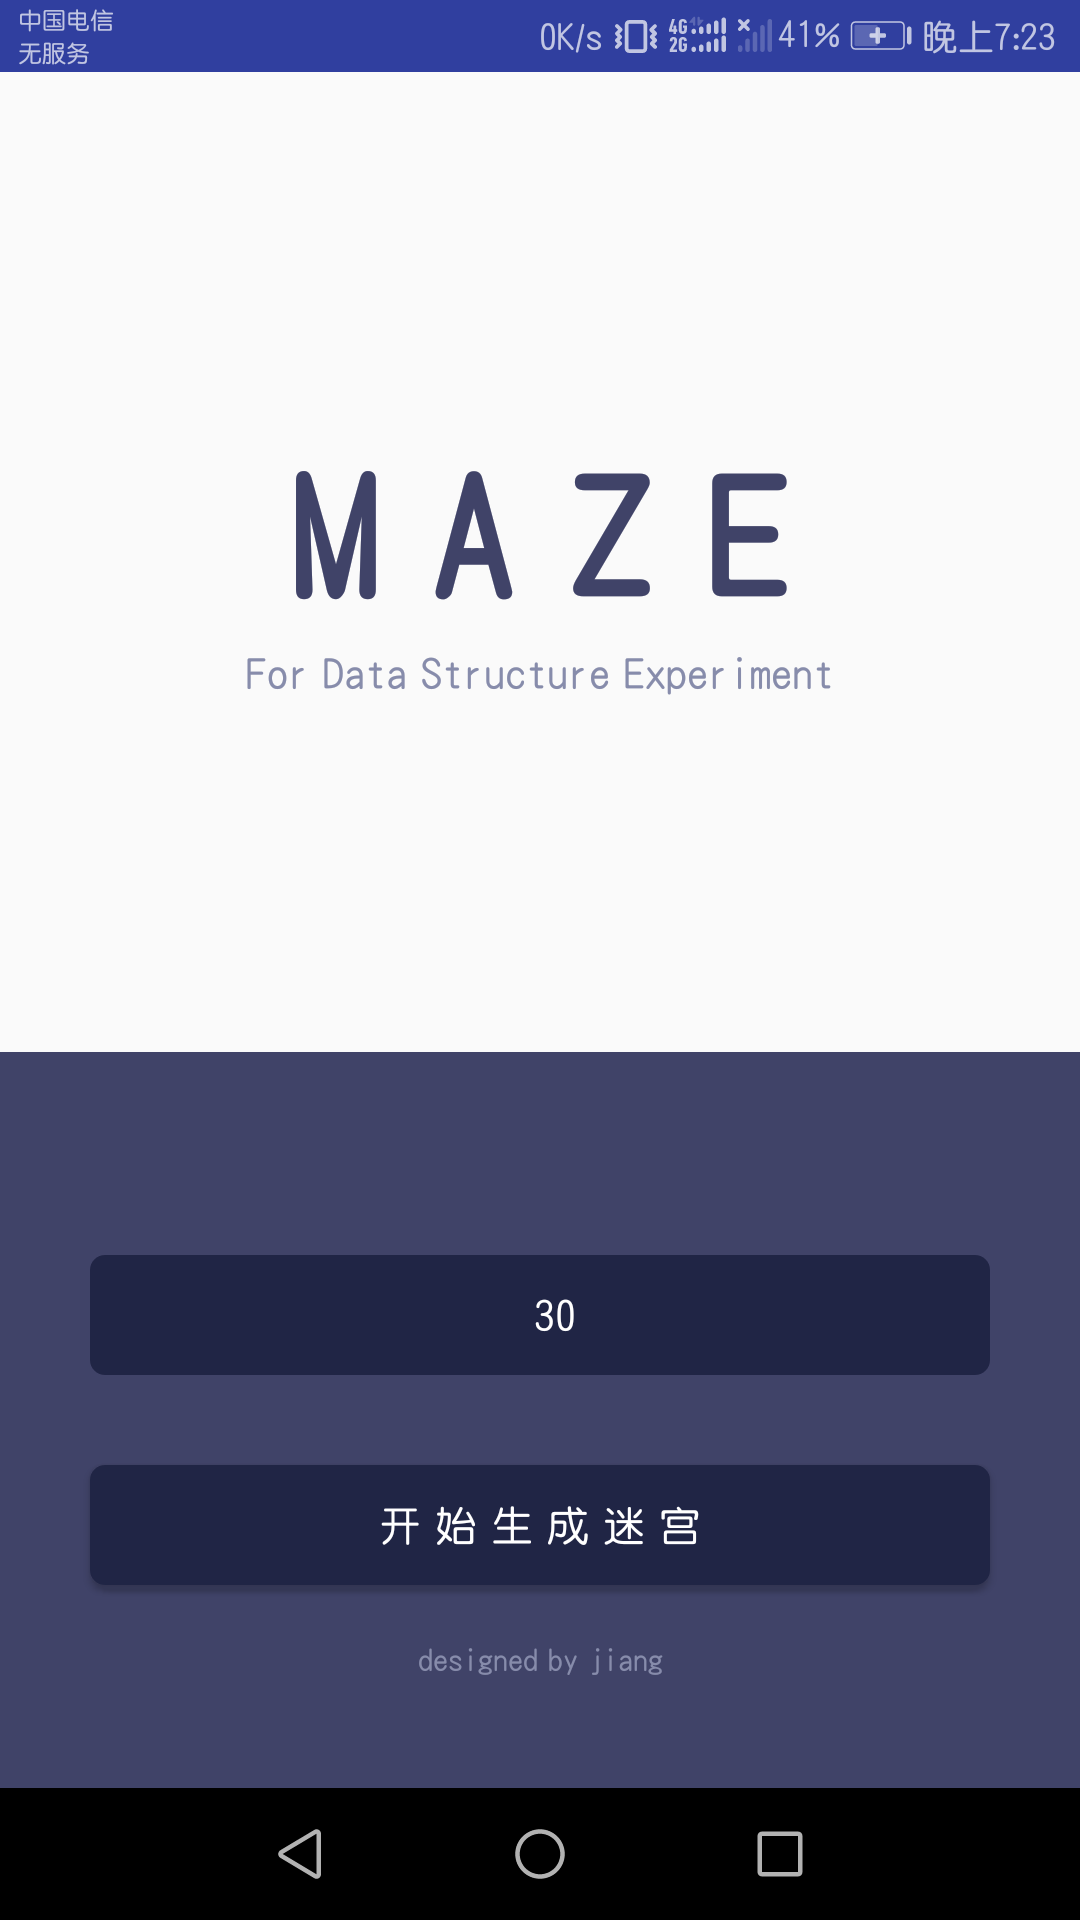 中国电信
无服务
0K/s 4G 2G 41% 晚上7:23
MAZE
For Data Structure Experiment
30
开始生成迷宫
designed by jiang